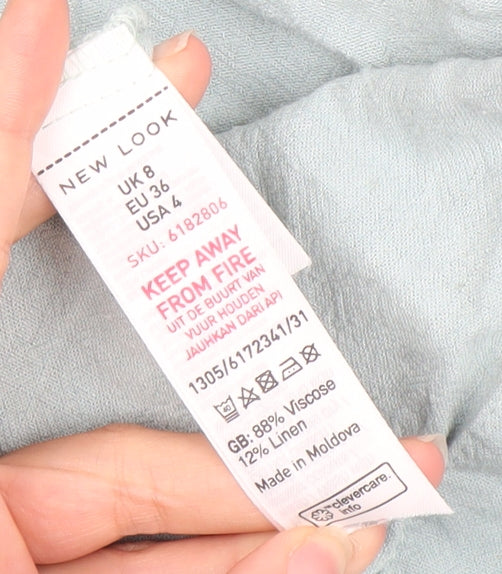 NEW LOOK
UK 8
EU 36
USA 4
SKU: 6182806
KEEP AWAY
FROM FIRE
UIT DE BUURT VAN
VUUR HOUDEN
JAUHKAN DARI API
1305/6172341/31
40
GB: 88% Viscose
12% Linen
Made in Moldova
clevercare.
info